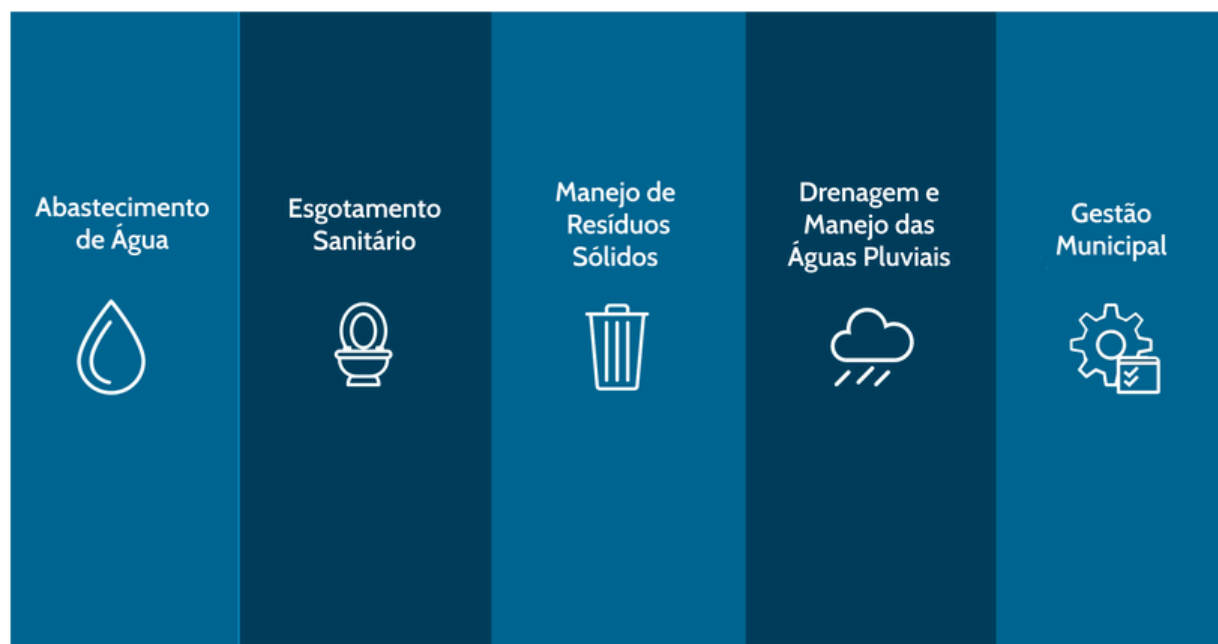 Abastecimento
de Água
Esgotamento
Sanitário
Manejo de
Resíduos
Sólidos
Drenagem e
Manejo das
Águas Pluviais
Gestão
Municipal